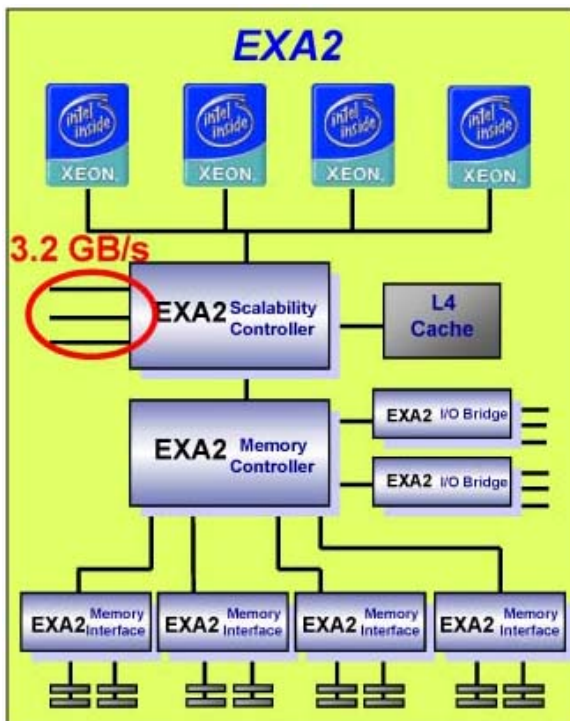 EXA2
intel inside
XEON.
intel inside
XEON.
intel inside
XEON.
intel inside
XEON.
3.2 GB/s
EXA2 Scalability
Controller
L4
Cache
EXA2 Memory
Controller
EXA2 I/O Bridge
EXA2 I/O Bridge
EXA2 Memory
Interface
EXA2 Memory
Interface
EXA2 Memory
Interface
EXA2 Memory
Interface